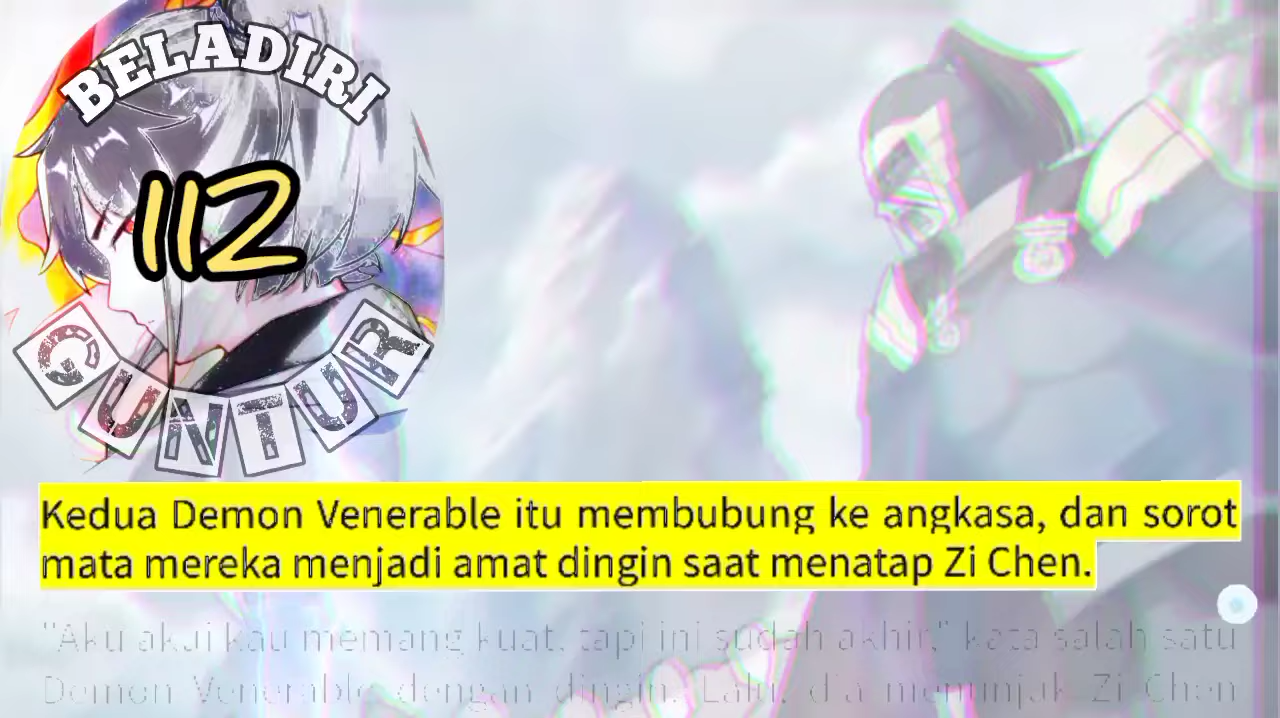 BELADIRI
112
GUNTUR
Kedua Demon Venerable itu membubung ke angkasa, dan sorot
mata mereka menjadi amat dingin saat menatap Zi Chen.
"Aku akui kau memang kuat, tapi ini sudah akhir," kata salah satu
Demon Venerable dengan dingin. Lalu, dia menunjuk Zi Chen